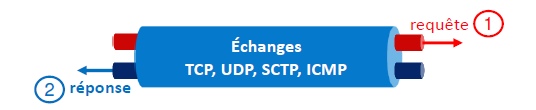 requête 1
Échanges
TCP, UDP, SCTP, ICMP
2 réponse